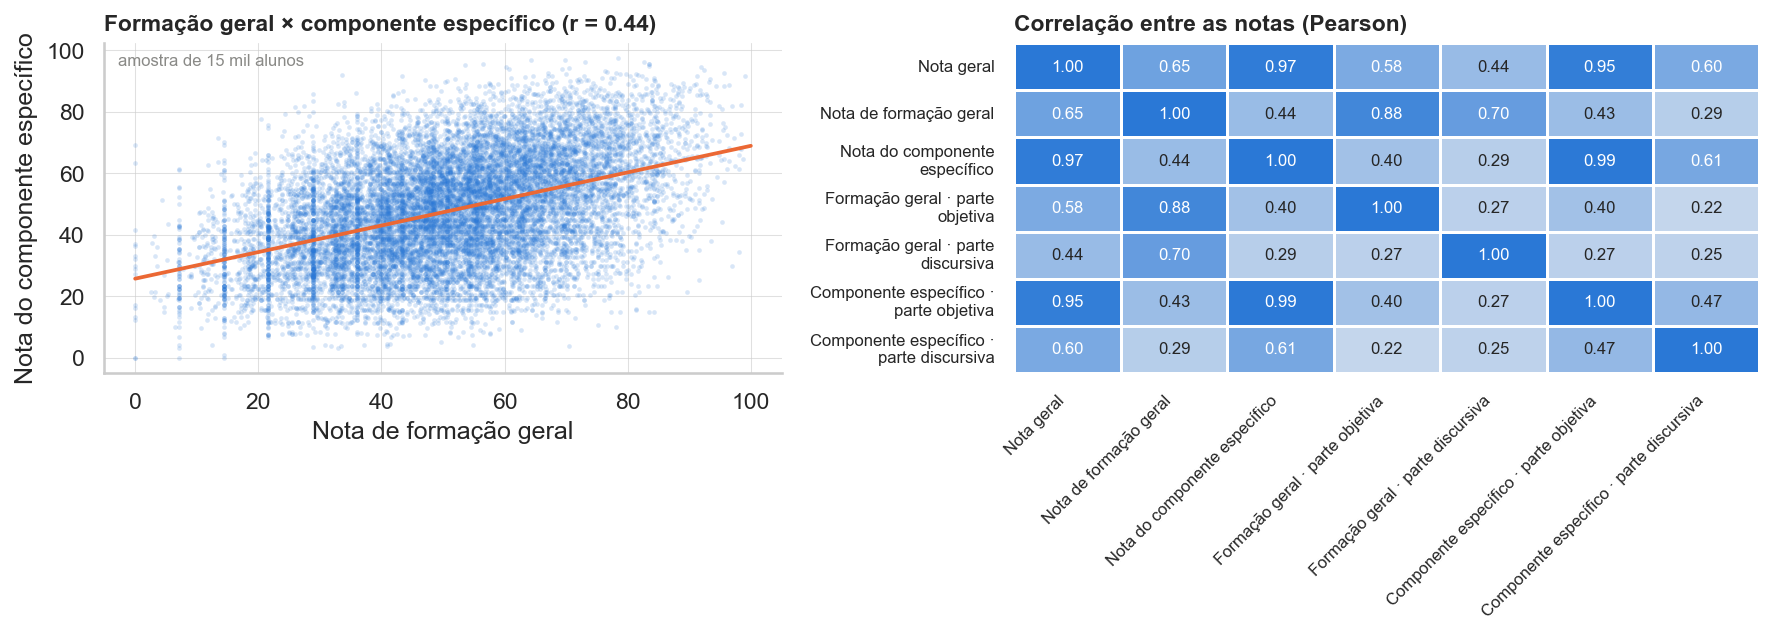 Formação geral × componente específico (r = 0.44)
amostra de 15 mil alunos
Nota do componente específico
100
80
60
40
20
0
0 20 40 60 80 100
Nota de formação geral
Correlação entre as notas (Pearson)
Nota geral 1.00 0.65 0.97 0.58 0.44 0.95 0.60
Nota de formação geral 0.65 1.00 0.44 0.88 0.70 0.43 0.29
Nota do componente
específico 0.97 0.44 1.00 0.40 0.29 0.99 0.61
Formação geral · parte
objetiva 0.58 0.88 0.40 1.00 0.27 0.40 0.22
Formação geral · parte
discursiva 0.44 0.70 0.29 0.27 1.00 0.27 0.25
Componente específico ·
parte objetiva 0.95 0.43 0.99 0.40 0.27 1.00 0.47
Componente específico ·
parte discursiva 0.60 0.29 0.61 0.22 0.25 0.47 1.00
Nota geral
Nota de formação geral
Nota do componente específico
Formação geral · parte objetiva
Formação geral · parte discursiva
Componente específico · parte objetiva
Componente específico · parte discursiva